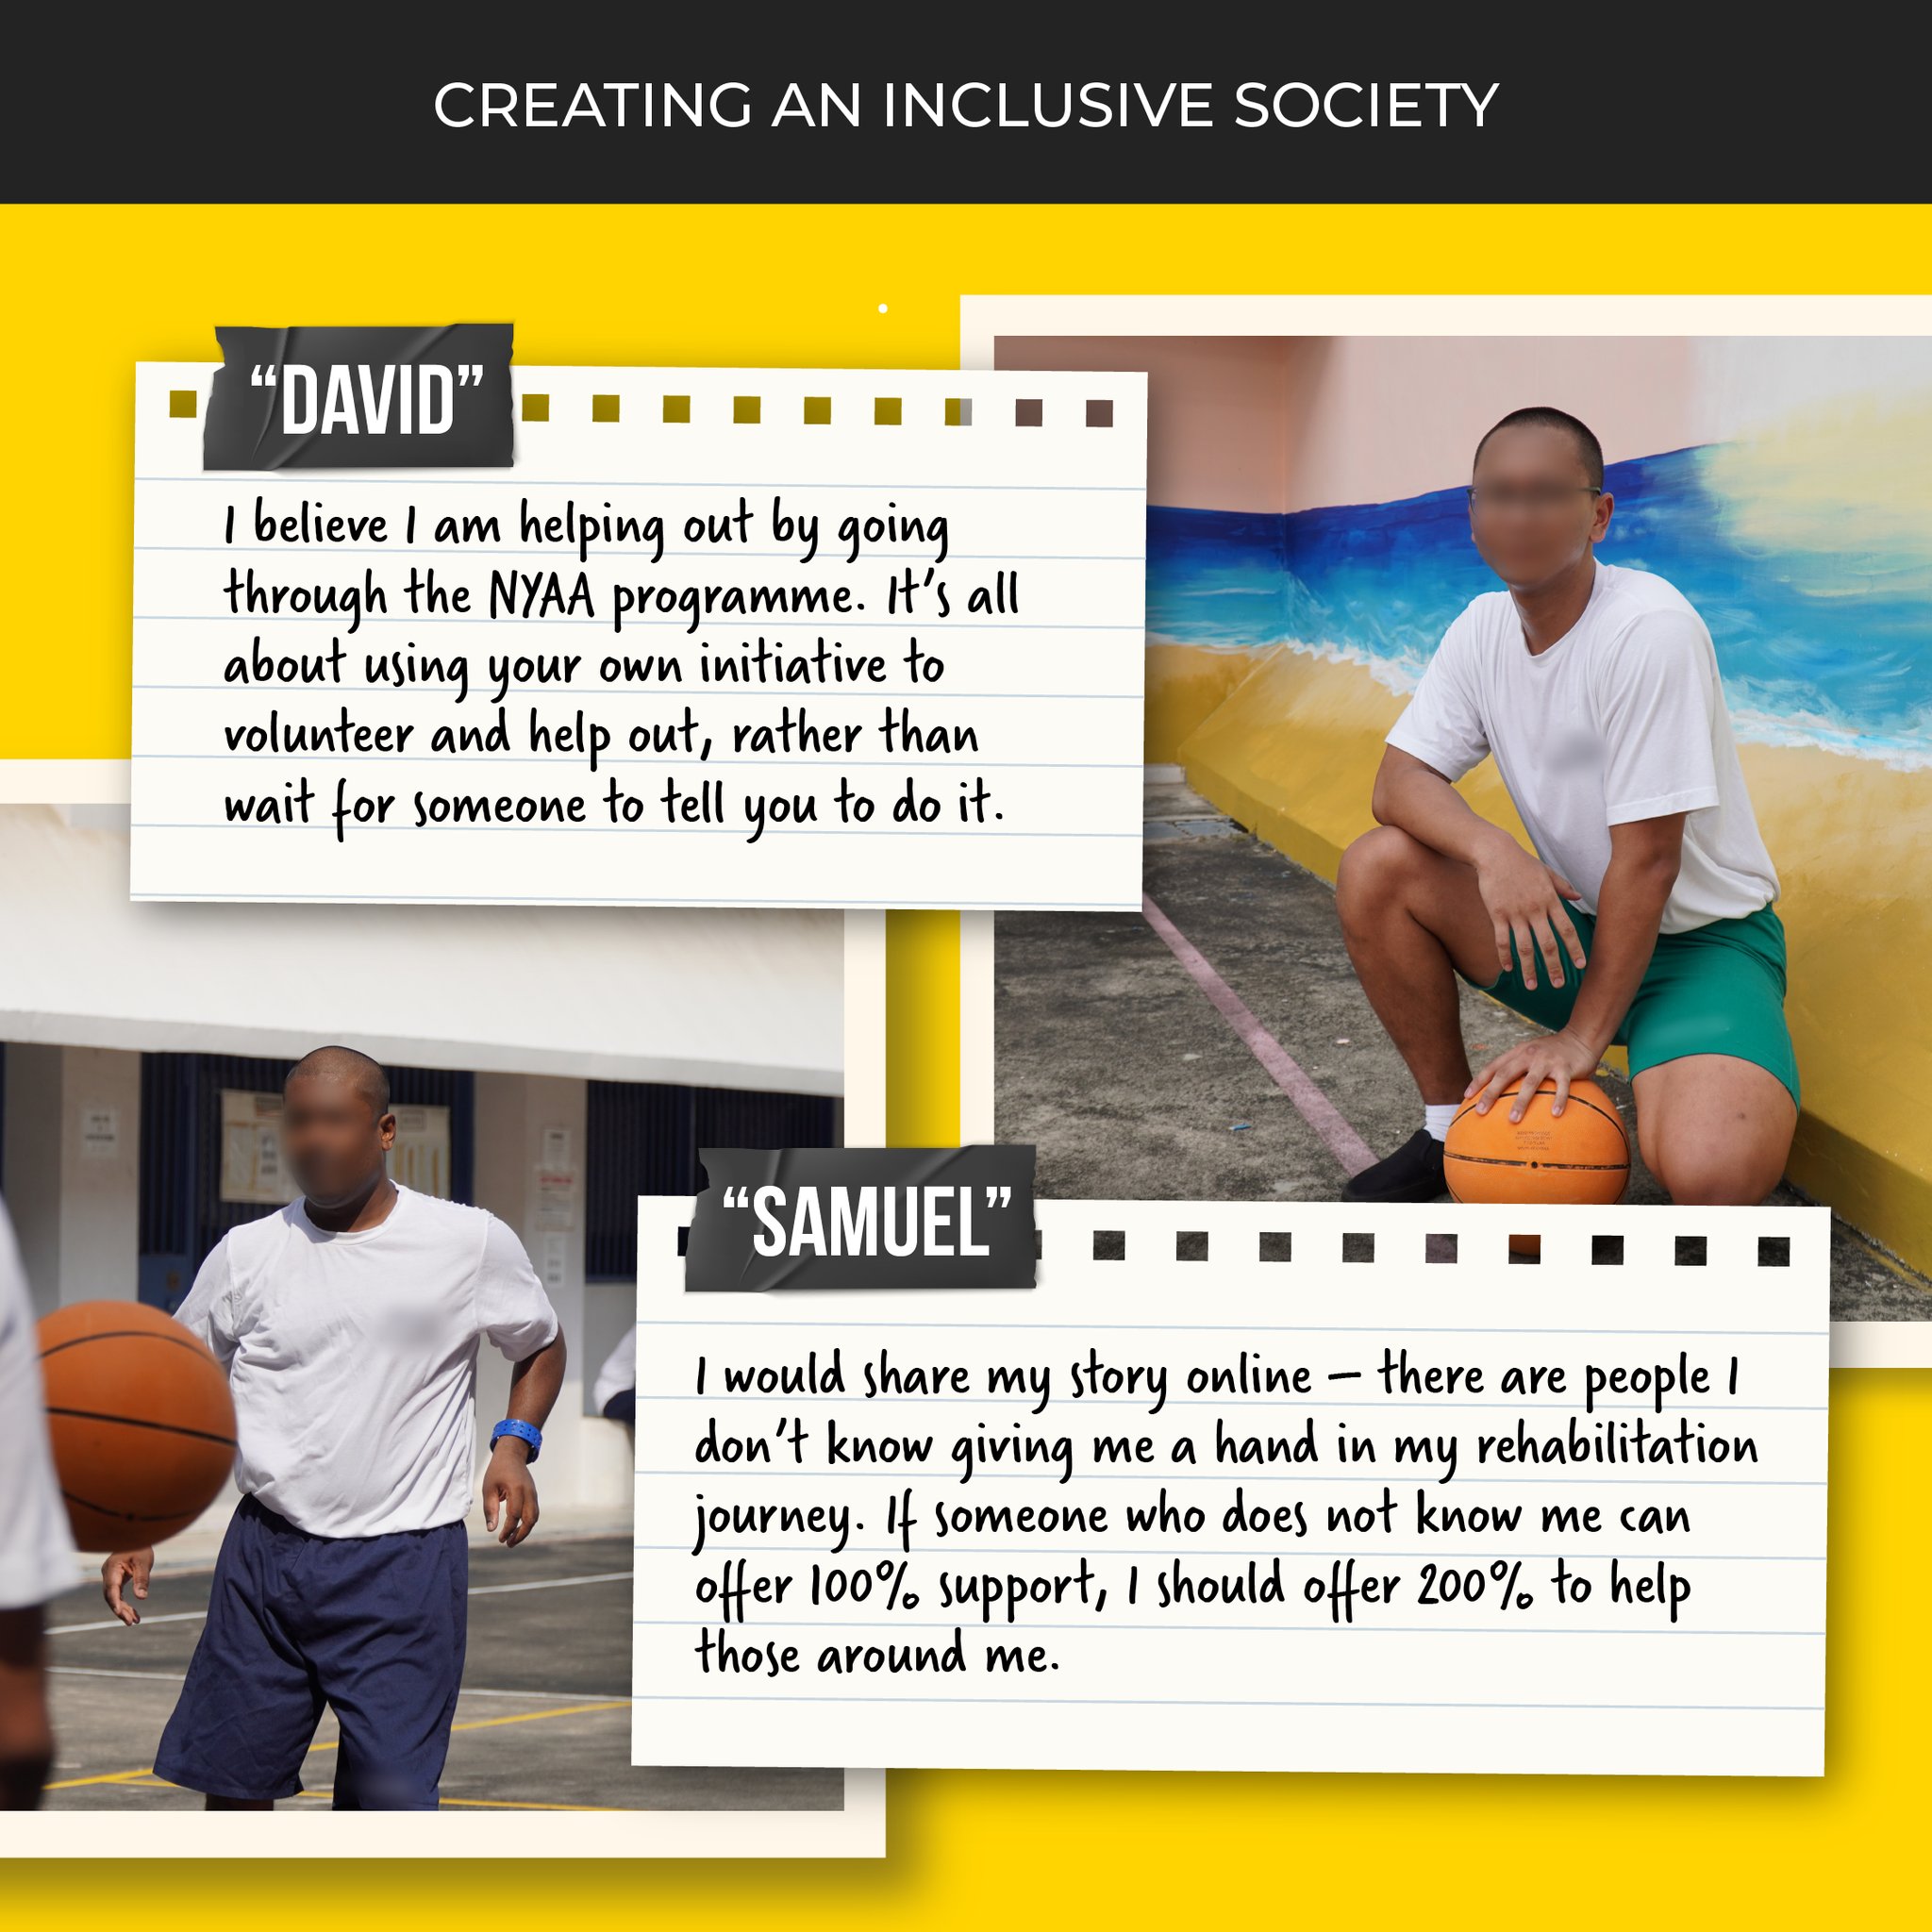 CREATING AN INCLUSIVE SOCIETY
“DAVID”
I believe I am helping out by going
through the NYAA programme. It’s all
about using your own initiative to
volunteer and help out, rather than
wait for someone to tell you to do it.
“SAMUEL”
I would share my story online – there are people I
don’t know giving me a hand in my rehabilitation
journey. If someone who does not know me can
offer 100% support, I should offer 200% to help
those around me.